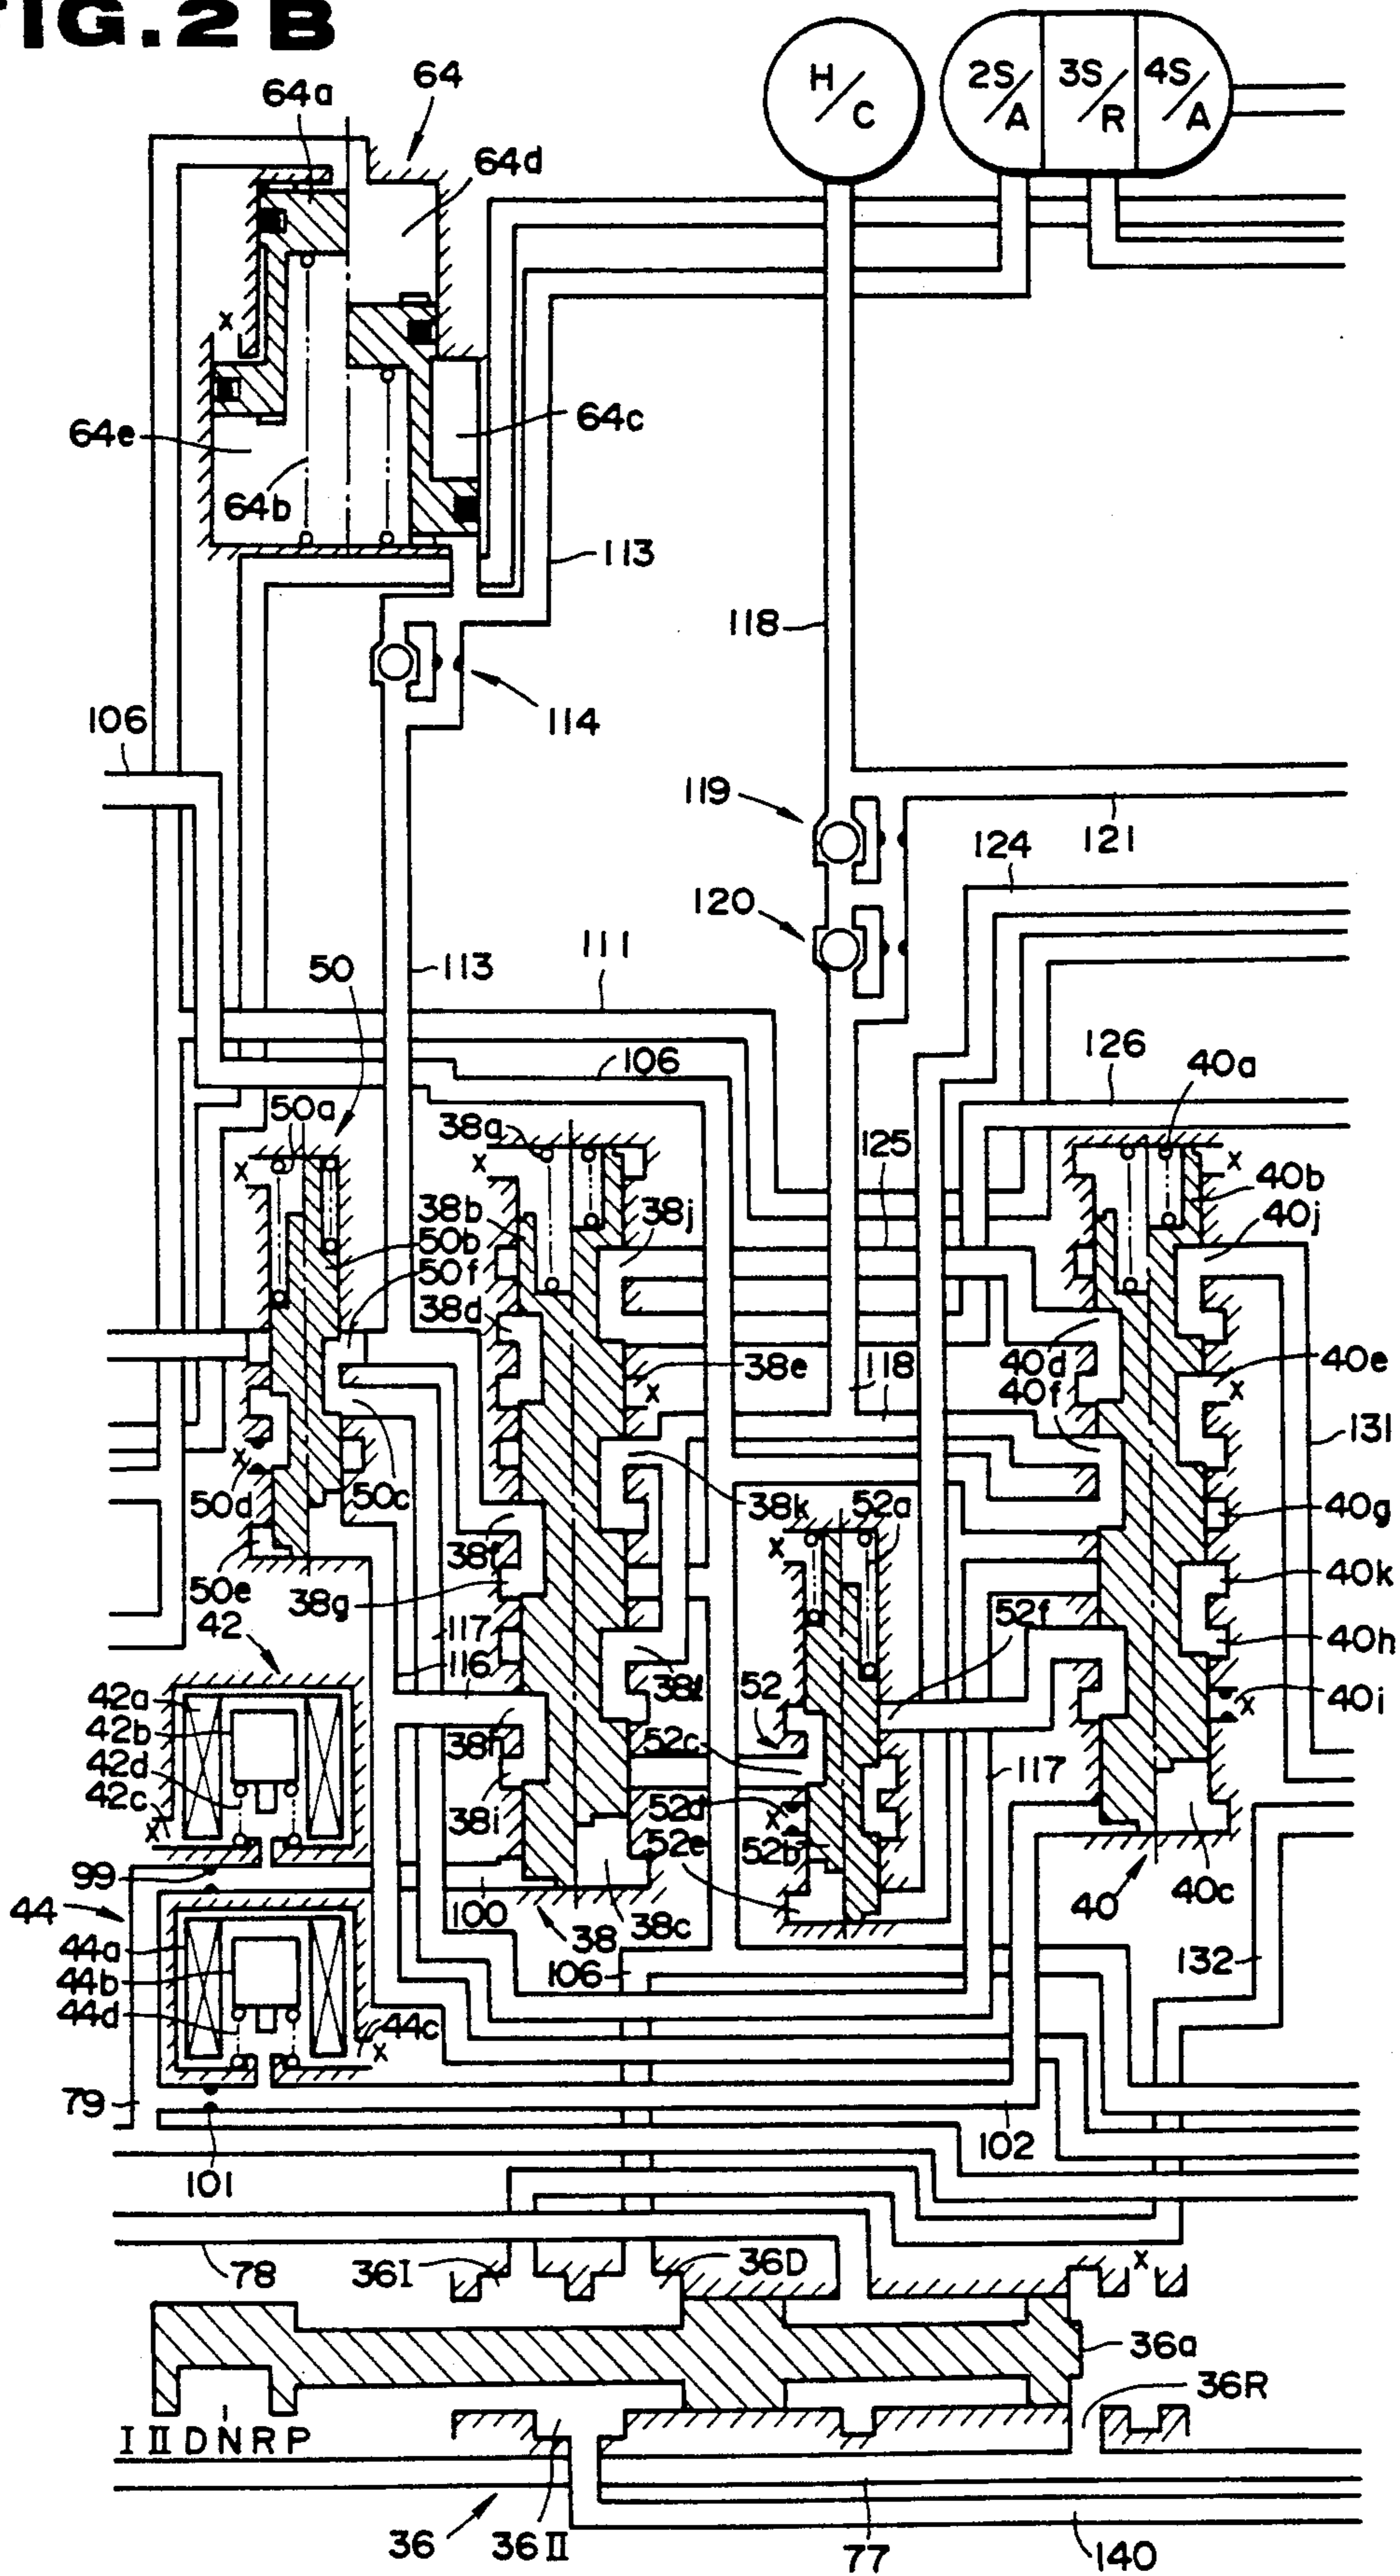 FIG. 2 B
64
64a
H/C
2S/A 3S/R 4S/A
64d
x
64e
64c
64b
113
118
114
106
119
121
124
120
111
113
50
106
126
40a
50a
38a
125
x
x
x
40b
38b
38j
40j
50b
50f
38d
38e
40d
40e
x
118
x
40f
131
x
50d
50c
38k
52a
40g
38f
x
50e
38g
40k
42
117
52f
40h
116
38l
42a
52
40i
x
42b
38h
52c
42d
117
42c
38i
52d
x
x
52e
52b
99
40c
44
100
40
38
38c
44a
106
132
44b
44d
44c
x
79
102
101
78
36I
36D
x
36a
36R
I II D N R P
36
36II
77
140